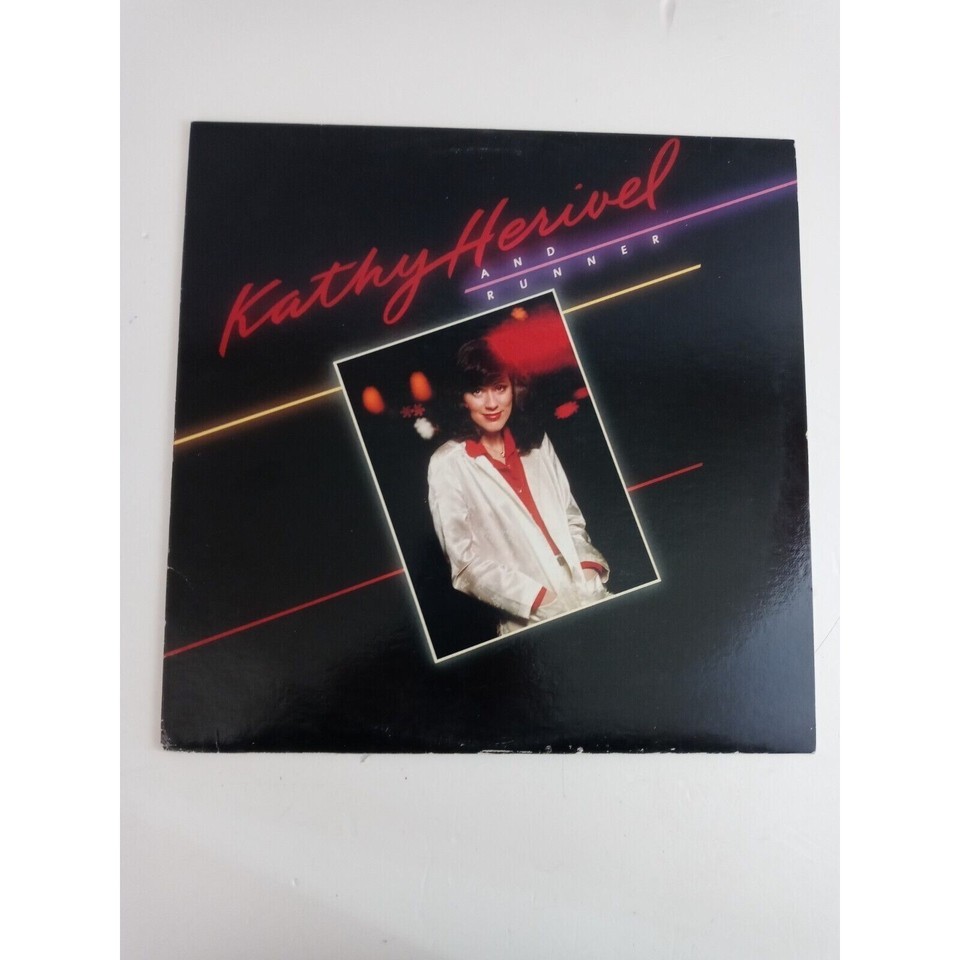 Kathy Herivel
AND
RUNNER